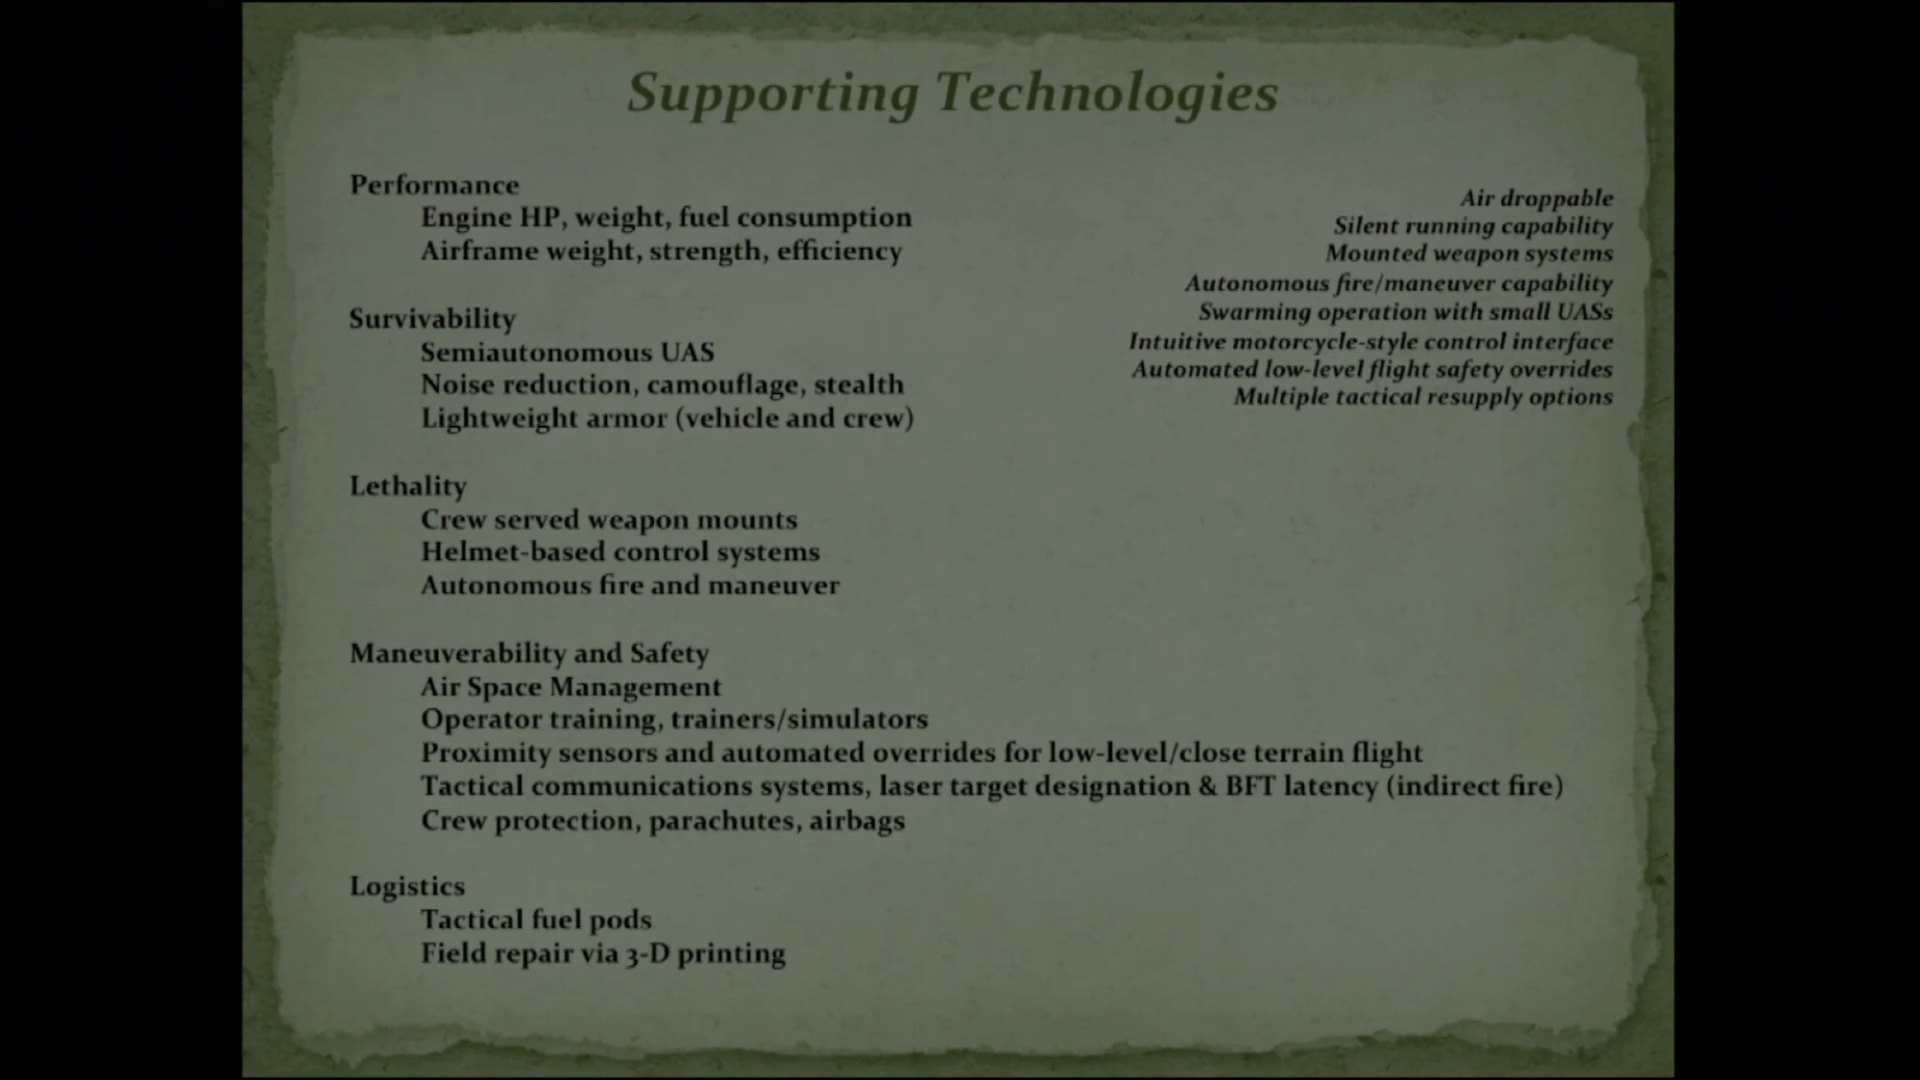 Supporting Technologies
Performance
Engine HP, weight, fuel consumption
Airframe weight, strength, efficiency
Survivability
Semiautonomous UAS
Noise reduction, camouflage, stealth
Lightweight armor (vehicle and crew)
Lethality
Crew served weapon mounts
Helmet-based control systems
Autonomous fire and maneuver
Maneuverability and Safety
Air Space Management
Operator training, trainers/simulators
Proximity sensors and automated overrides for low-level/close terrain flight
Tactical communications systems, laser target designation & BFT latency (indirect fire)
Crew protection, parachutes, airbags
Logistics
Tactical fuel pods
Field repair via 3-D printing
Air droppable
Silent running capability
Mounted weapon systems
Autonomous fire/maneuver capability
Swarming operation with small UASs
Intuitive motorcycle-style control interface
Automated low-level flight safety overrides
Multiple tactical resupply options